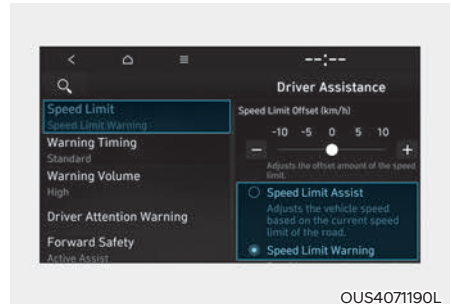 --:--
Driver Assistance
Speed Limit
Speed Limit Warning
Warning Timing
Standard
Warning Volume
High
Driver Attention Warning
Forward Safety
Active Assist
Speed Limit Offset (km/h)
-10 -5 0 5 10
− +
Adjusts the offset amount of the speed
limit.
Speed Limit Assist
Adjusts the vehicle speed
based on the current speed
limit of the road.
Speed Limit Warning
OUS4071190L